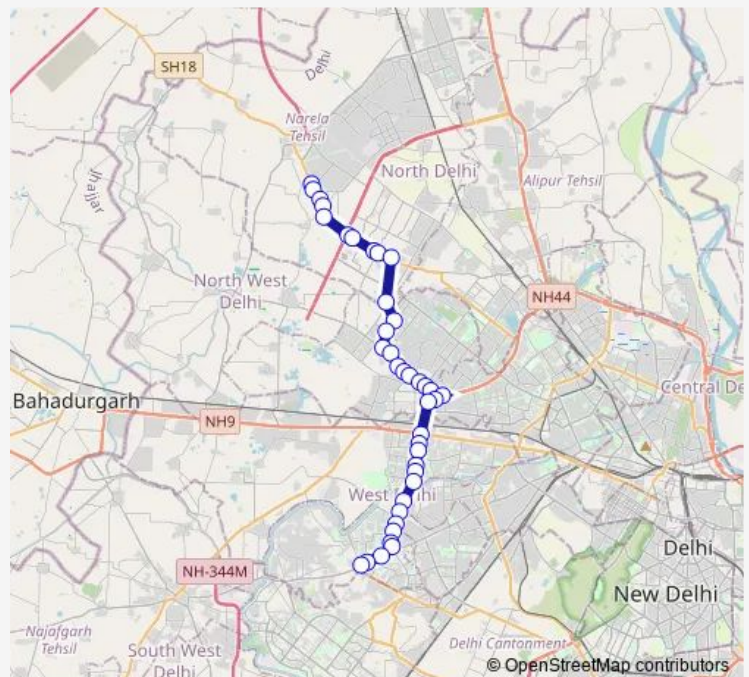 SH18
Delhi
Narela
Tehsil
North Delhi
Alipur Tehsil
Jhajjar
North West
Delhi
NH44
Bahadurgarh
Central De
NH9
West Delhi
Delhi
NH-344M
New Delhi
Najafgarh
Tehsil
South West
Delhi
Delhi Cantonment
© OpenStreetMap contributors